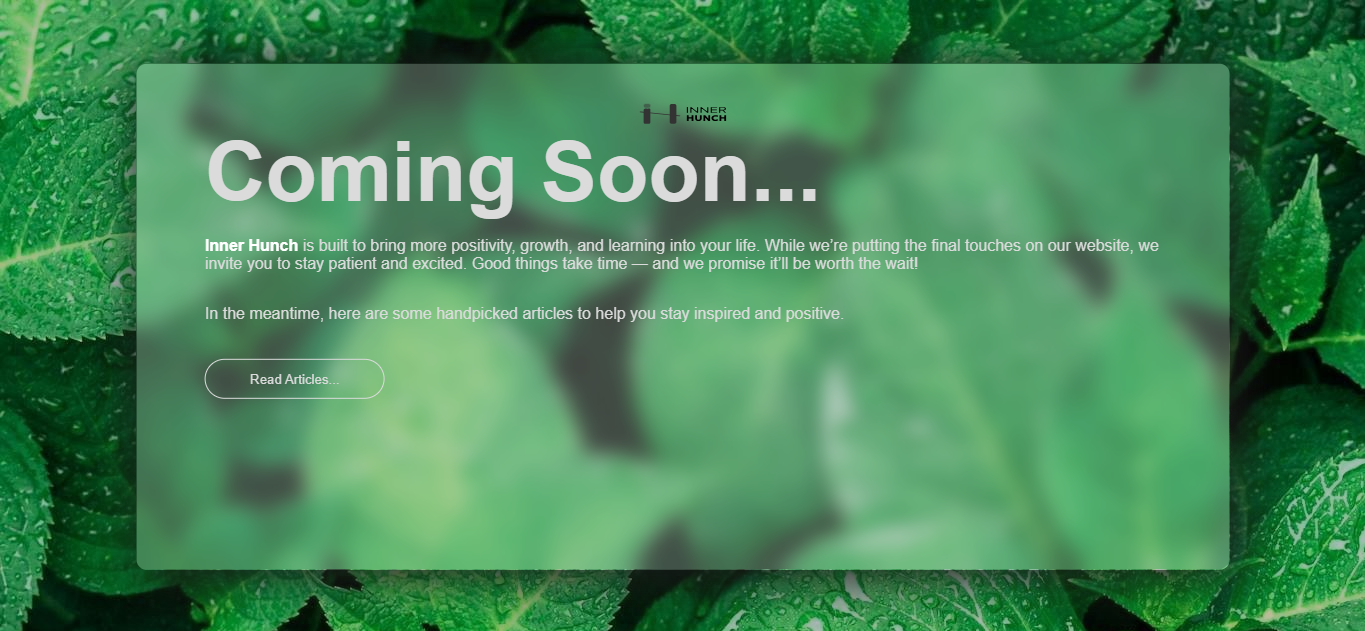 INNER
HUNCH
Coming Soon...
Inner Hunch is built to bring more positivity, growth, and learning into your life. While we’re putting the final touches on our website, we
invite you to stay patient and excited. Good things take time — and we promise it’ll be worth the wait!
In the meantime, here are some handpicked articles to help you stay inspired and positive.
Read Articles...